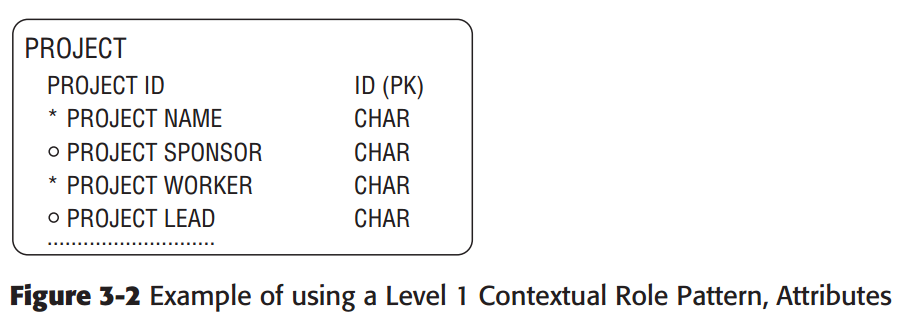 PROJECT
PROJECT ID ID (PK)
* PROJECT NAME CHAR
o PROJECT SPONSOR CHAR
* PROJECT WORKER CHAR
o PROJECT LEAD CHAR
............................
Figure 3-2 Example of using a Level 1 Contextual Role Pattern, Attributes